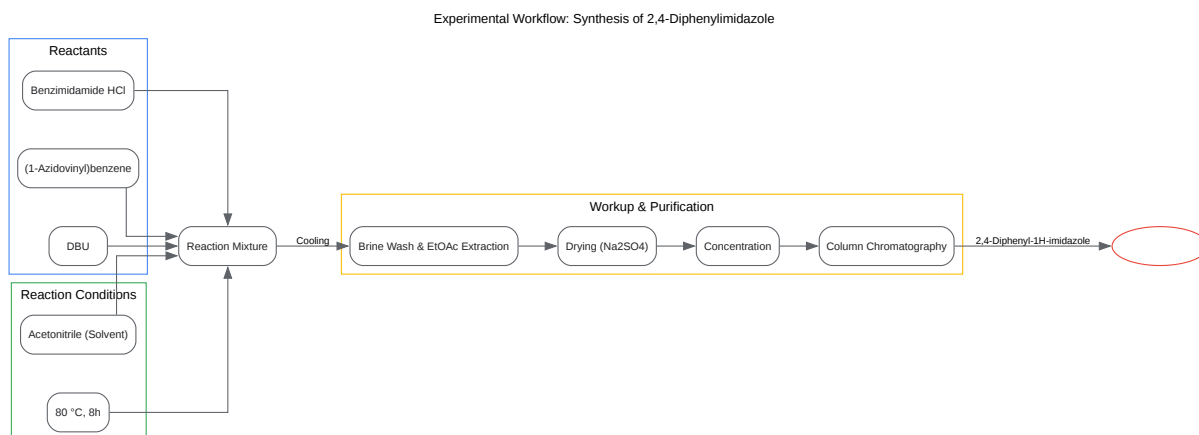 Experimental Workflow: Synthesis of 2,4-Diphenylimidazole
Reactants
Benzimidamide HCl
(1-Azidovinyl)benzene
DBU
Reaction Mixture
Cooling
Workup & Purification
Brine Wash & EtOAc Extraction
Drying (Na2SO4)
Concentration
Column Chromatography
2,4-Diphenyl-1H-imidazole
Reaction Conditions
Acetonitrile (Solvent)
80 °C, 8h